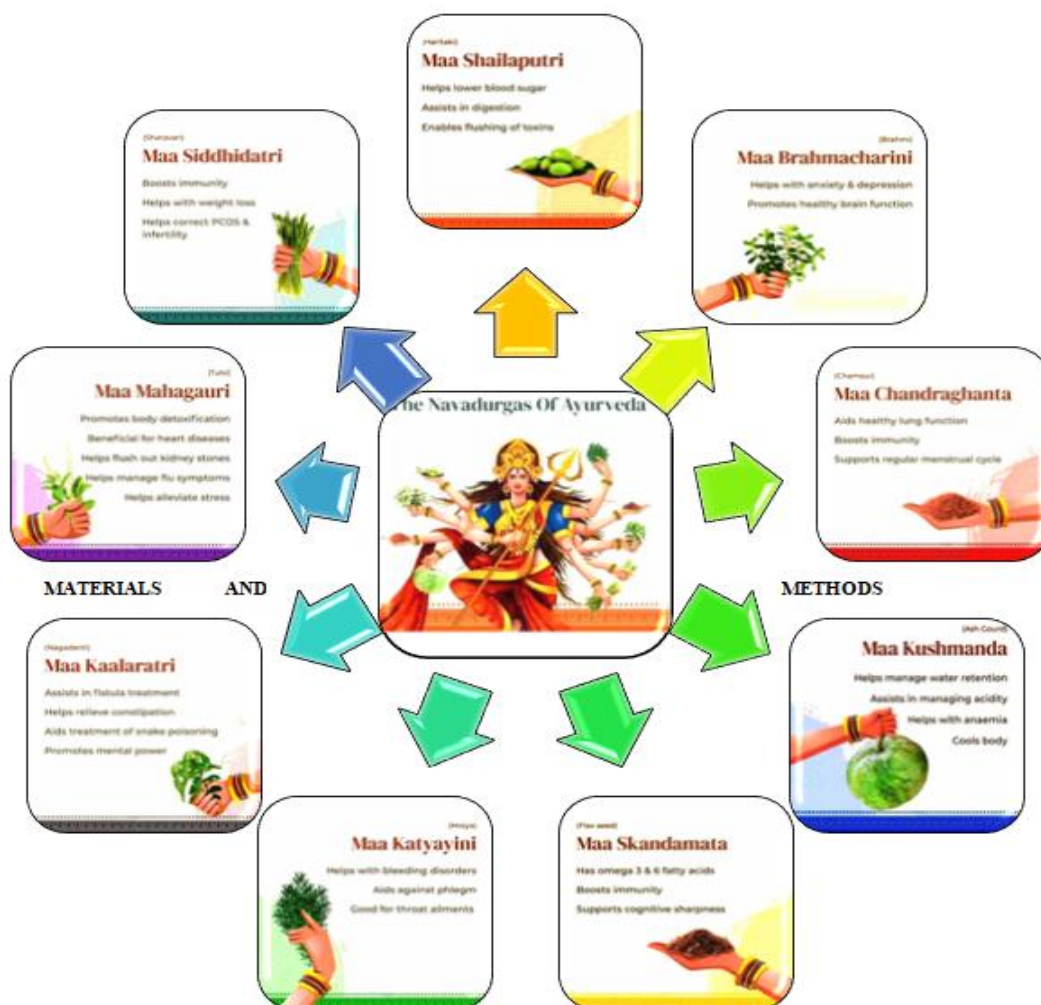 (Haritaki)
Maa Shailaputri
Helps lower blood sugar
Assists in digestion
Enables flushing of toxins
(Brahmi)
Maa Brahmacharini
Helps with anxiety & depression
Promotes healthy brain function
Maa Chandraghanta
Aids healthy lung function
Boosts immunity
Supports regular menstrual cycle
Maa Kushmanda
Helps manage water retention
Assists in managing acidity
Helps with anaemia
Cools body
(Flax seed)
Maa Skandamata
Has omega 3 & 6 fatty acids
Boosts immunity
Supports cognitive sharpness
Maa Katyayini
Helps with bleeding disorders
Aids against phlegm
Good for throat ailments
Maa Kaalaratri
Assists in fistula treatment
Helps relieve constipation
Aids treatment of snake poisoning
Promotes mental power
(Tulsi)
Maa Mahagauri
Promotes body detoxification
Beneficial for heart diseases
Helps flush out kidney stones
Helps manage flu symptoms
Helps alleviate stress
(Shatavari)
Maa Siddhidatri
Boosts immunity
Helps with weight loss
Helps correct PCOS &
infertility
The Navadurgas Of Ayurveda
MATERIALS AND METHODS